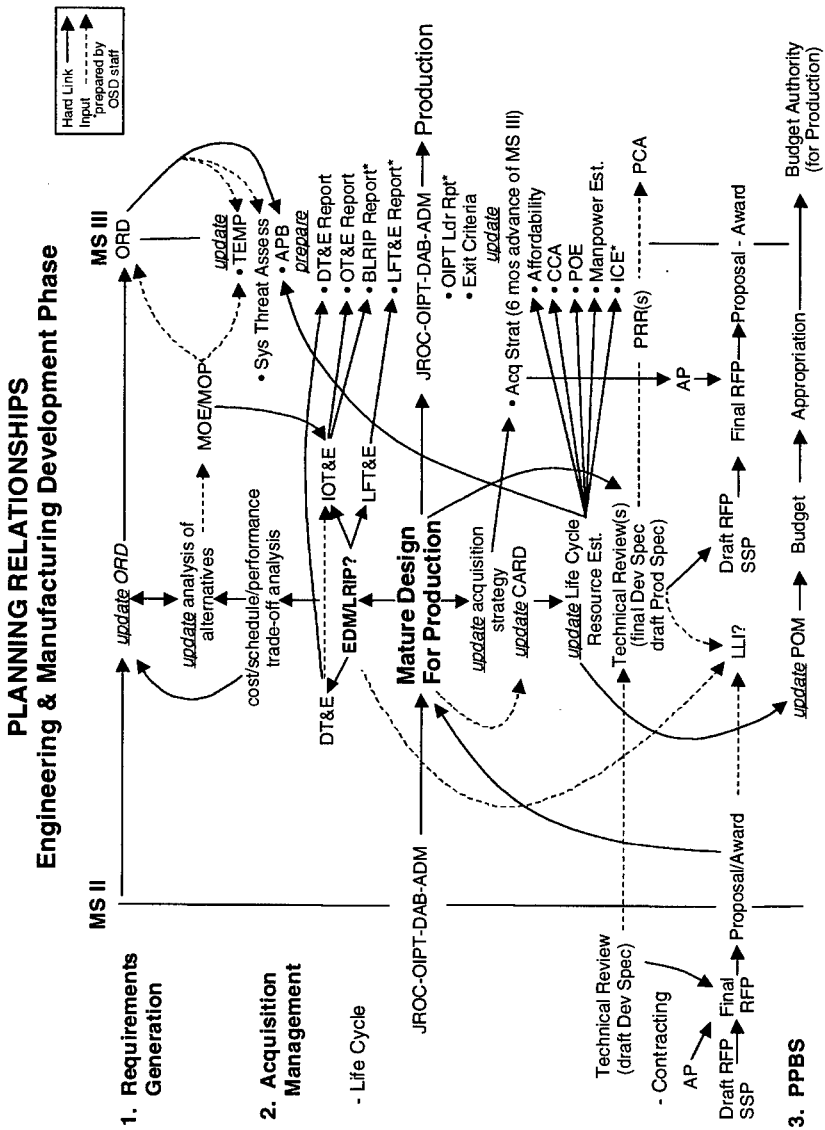 PLANNING RELATIONSHIPS
Engineering & Manufacturing Development Phase
Hard Link
Input
*prepared by
OSD staff
MS II
MS III
1. Requirements
Generation
update ORD
ORD
update analysis of
alternatives
MOE/MOP
cost/schedule/performance
trade-off analysis
update
• TEMP
• Sys Threat Assess
• APB
prepare
2. Acquisition
Management
- Life Cycle
DT&E
EDM/LRIP?
IOT&E
LFT&E
• DT&E Report
• OT&E Report
• BLRIP Report*
• LFT&E Report*
JROC-OIPT-DAB-ADM
Mature Design
For Production
JROC-OIPT-DAB-ADM
Production
• OIPT Ldr Rpt*
• Exit Criteria
update
• Acq Strat (6 mos advance of MS III)
• Affordability
• CCA
• POE
• Manpower Est.
• ICE*
update acquisition
strategy
update CARD
update Life Cycle
Resource Est.
Technical Review
(draft Dev Spec)
Technical Review(s)
(final Dev Spec
draft Prod Spec)
PRR(s)
PCA
- Contracting
AP
Draft RFP
SSP
Final
RFP
Proposal/Award
LLI?
Draft RFP
SSP
AP
Final RFP
Proposal - Award
3. PPBS
update POM
Budget
Appropriation
Budget Authority
(for Production)